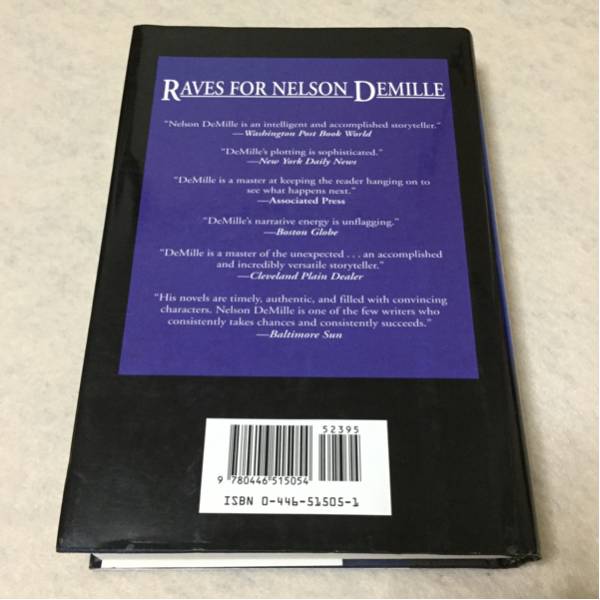 RAVES FOR NELSON DEMILLE
"Nelson DeMille is an intelligent and accomplished storyteller."
—Washington Post Book World
"DeMille's plotting is sophisticated."
—New York Daily News
"DeMille is a master at keeping the reader hanging on to
see what happens next."
—Associated Press
"DeMille's narrative energy is unflagging."
—Boston Globe
"DeMille is a master of the unexpected . . . an accomplished
and incredibly versatile storyteller."
—Cleveland Plain Dealer
"His novels are timely, authentic, and filled with convincing
characters. Nelson DeMille is one of the few writers who
consistently takes chances and consistently succeeds."
—Baltimore Sun
52395
9 780446 515054
ISBN 0-446-51505-1